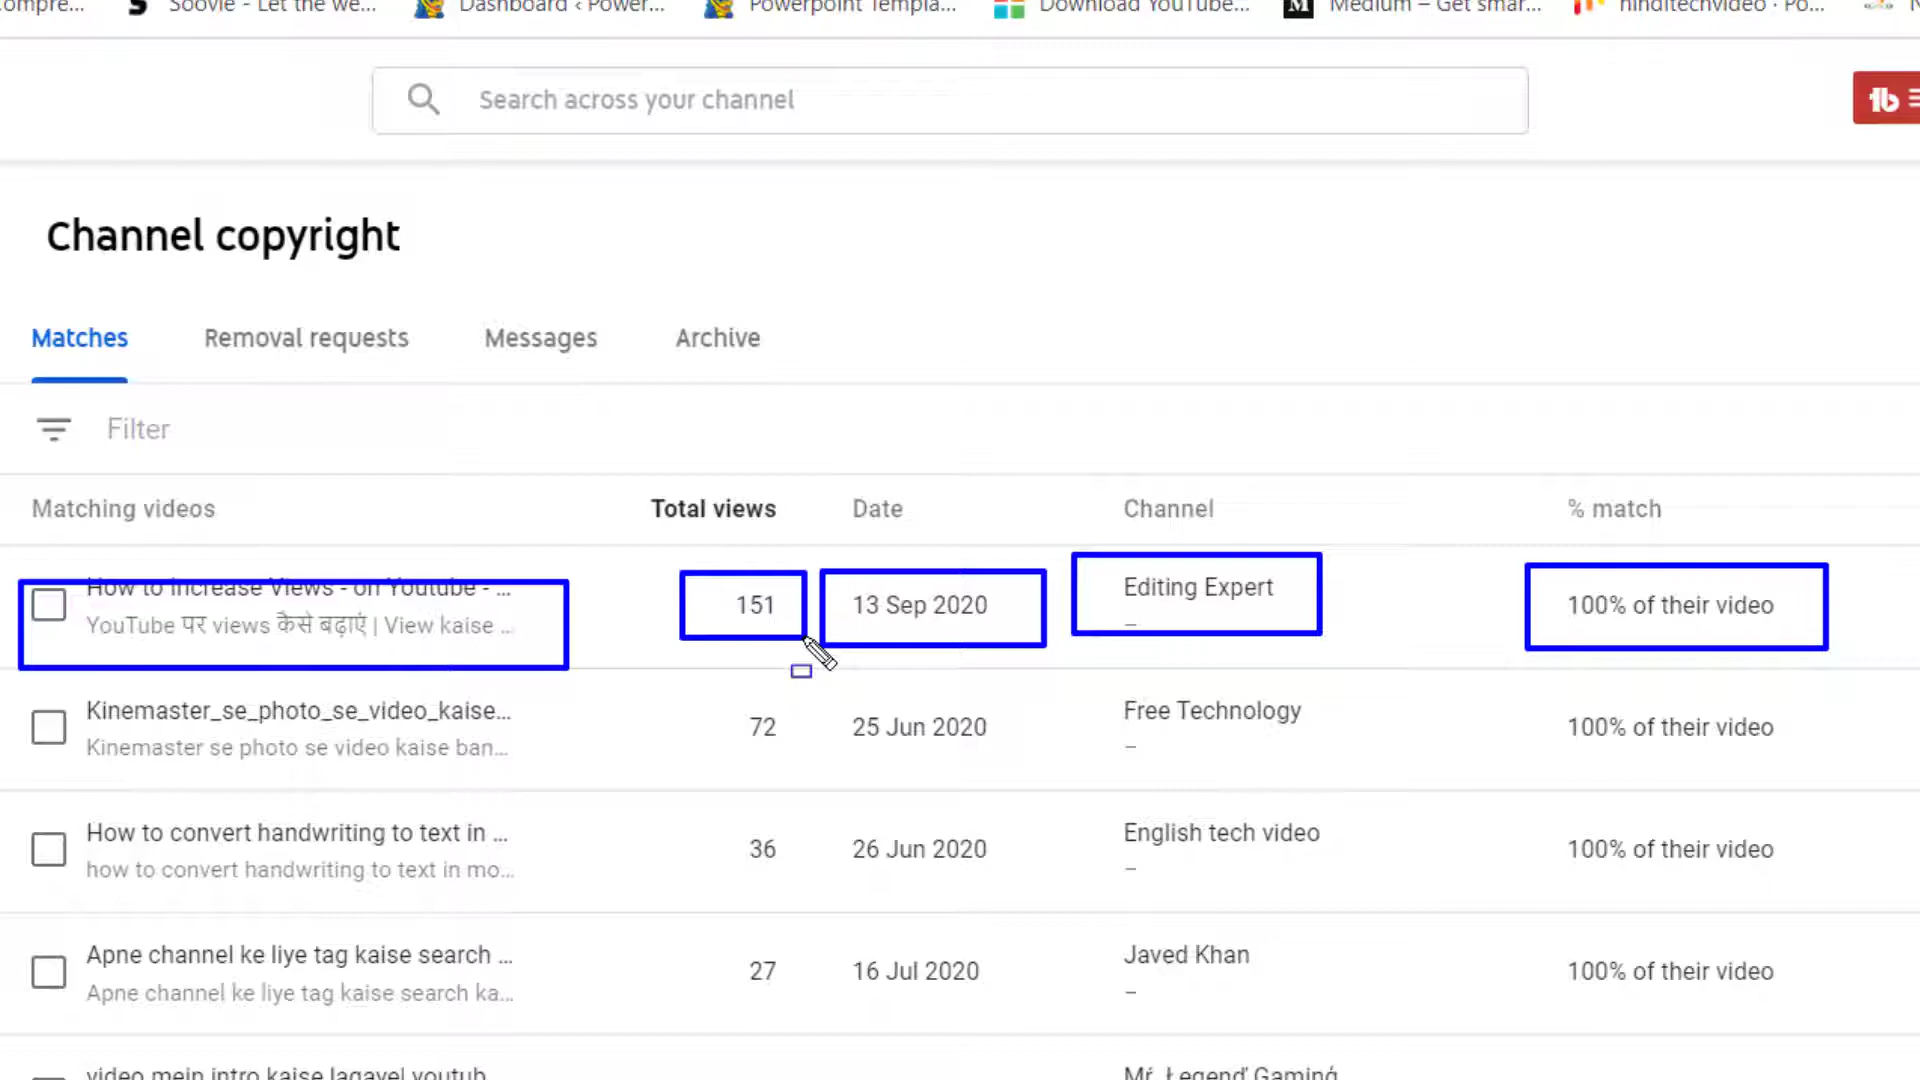 ompre...
Soovle - Let the we...
Dashboard ‹ Power...
Powerpoint Templa...
Download YouTube...
Medium – Get smar...
hinditechvideo · Po...
Search across your channel
Channel copyright
Matches Removal requests Messages Archive
Filter
Matching videos Total views Date Channel % match
How to Increase Views - on Youtube - ...
YouTube पर views कैसे बढ़ाएं | View kaise ...
151 13 Sep 2020 Editing Expert – 100% of their video
Kinemaster_se_photo_se_video_kaise...
Kinemaster se photo se video kaise ban...
72 25 Jun 2020 Free Technology – 100% of their video
How to convert handwriting to text in ...
how to convert handwriting to text in mo...
36 26 Jun 2020 English tech video – 100% of their video
Apne channel ke liye tag kaise search ...
Apne channel ke liye tag kaise search ka...
27 16 Jul 2020 Javed Khan – 100% of their video
video mein intro kaise lagaye| youtub